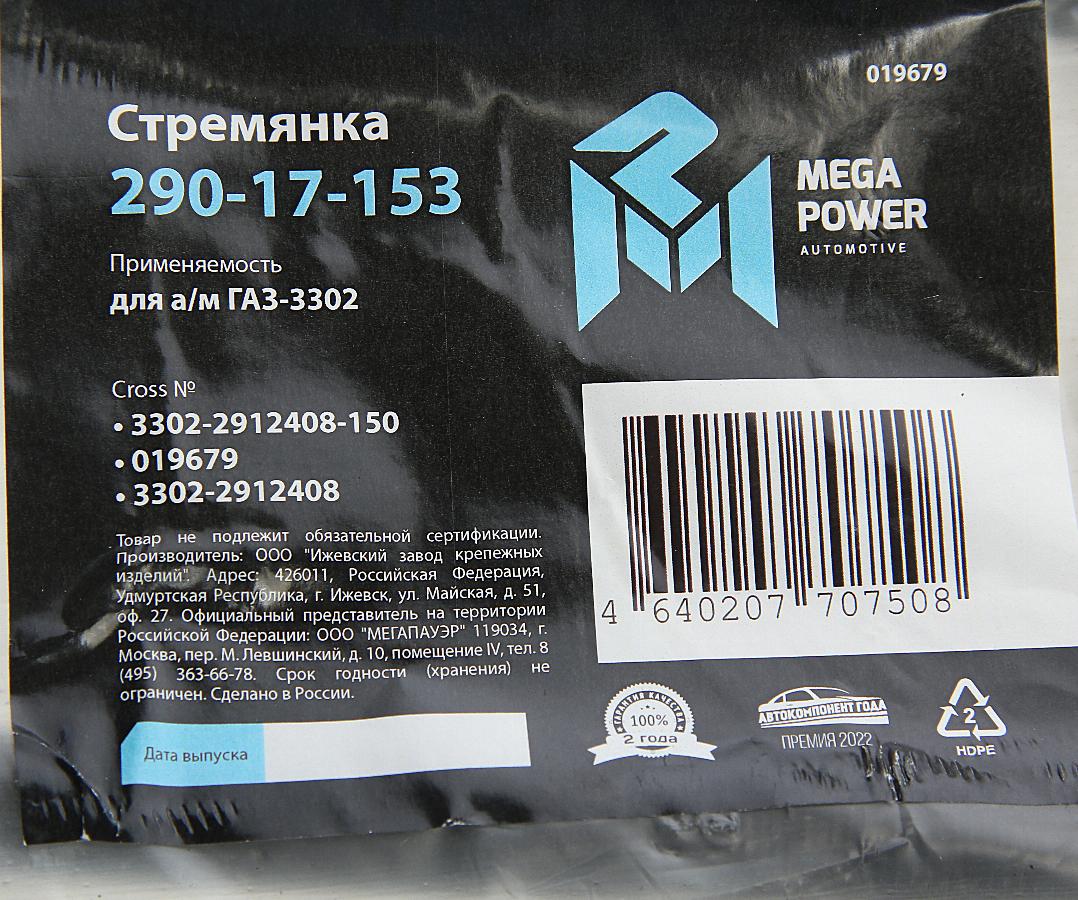 019679
Стремянка
290-17-153
MEGA
POWER
AUTOMOTIVE
Применяемость
для а/м ГАЗ-3302
Cross №
• 3302-2912408-150
• 019679
• 3302-2912408
Товар не подлежит обязательной сертификации.
Производитель: ООО "Ижевский завод крепежных
изделий". Адрес: 426011, Российская Федерация,
Удмуртская Республика, г. Ижевск, ул. Майская, д. 51,
оф. 27. Официальный представитель на территории
Российской Федерации: ООО "МЕГАПАУЭР" 119034, г.
Москва, пер. М. Левшинский, д. 10, помещение IV, тел. 8
(495) 363-66-78. Срок годности (хранения) не
ограничен. Сделано в России.
Дата выпуска
4 640207 707508
ГАРАНТИЯ КАЧЕСТВА
100%
2 года
АВТОКОМПОНЕНТ ГОДА
ПРЕМИЯ 2022
2
HDPE